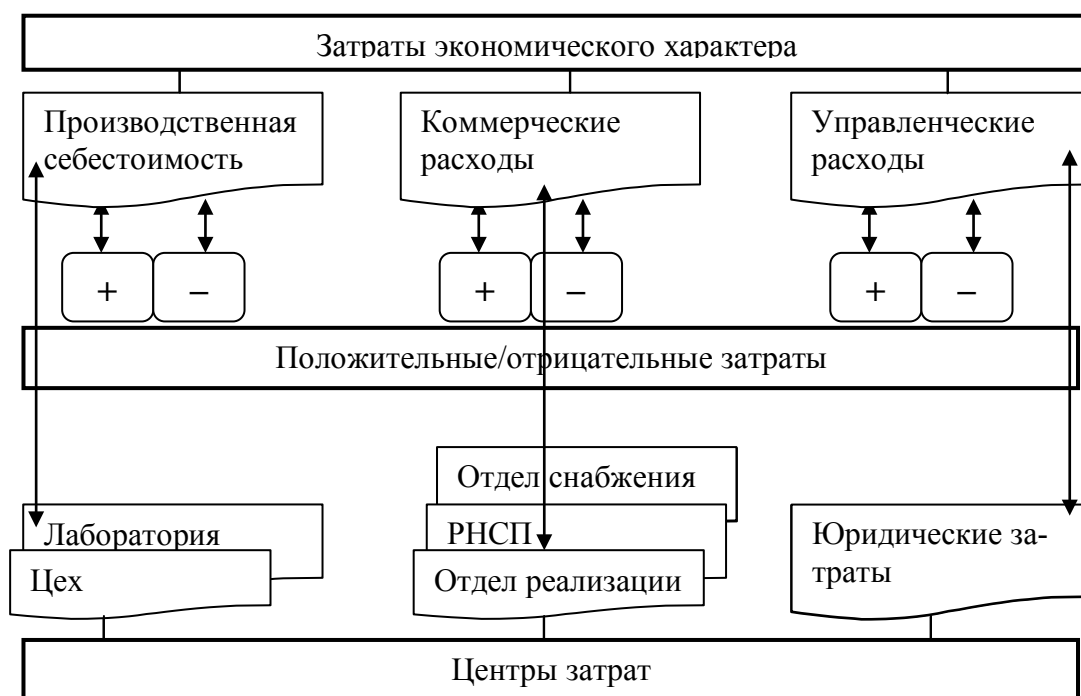 Затраты экономического характера
Производственная
себестоимость
Коммерческие
расходы
Управленческие
расходы
+
–
+
–
+
–
Положительные/отрицательные затраты
Отдел снабжения
РНСП
Отдел реализации
Лаборатория
Цех
Юридические за-
траты
Центры затрат